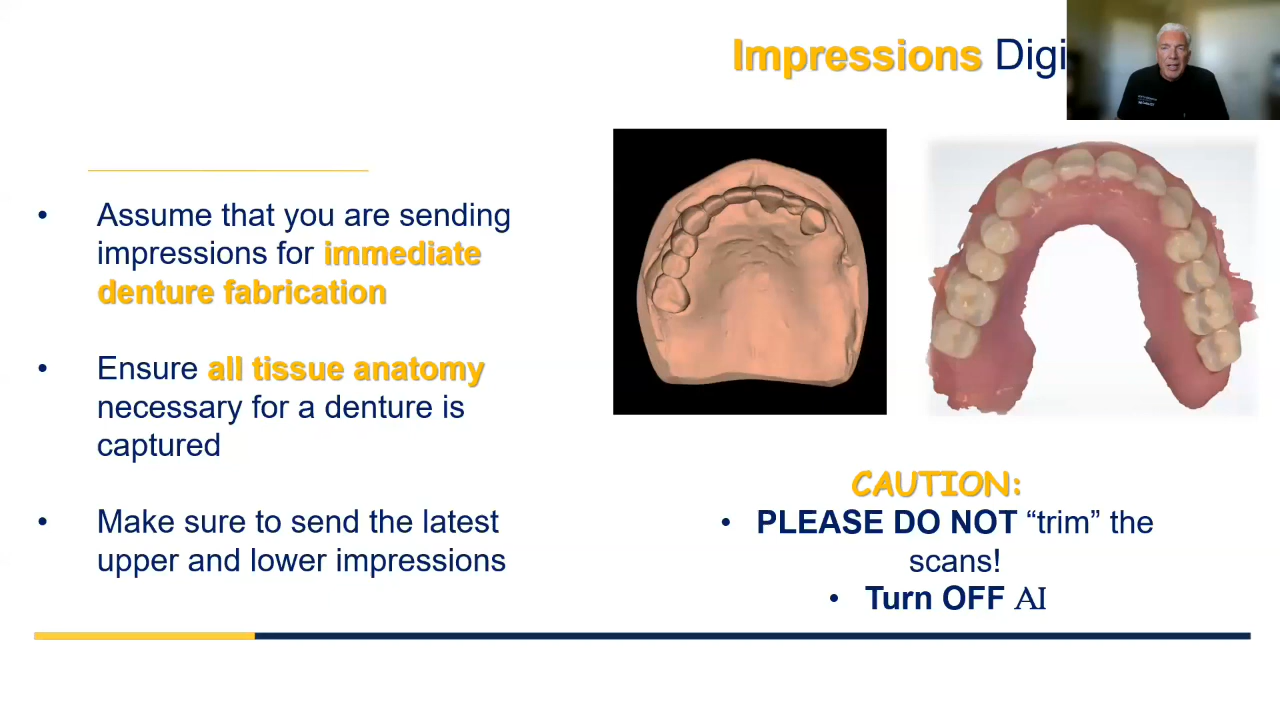 Impressions Digi
• Assume that you are sending
impressions for immediate
denture fabrication
• Ensure all tissue anatomy
necessary for a denture is
captured
• Make sure to send the latest
upper and lower impressions
CAUTION:
• PLEASE DO NOT “trim” the
scans!
• Turn OFF AI